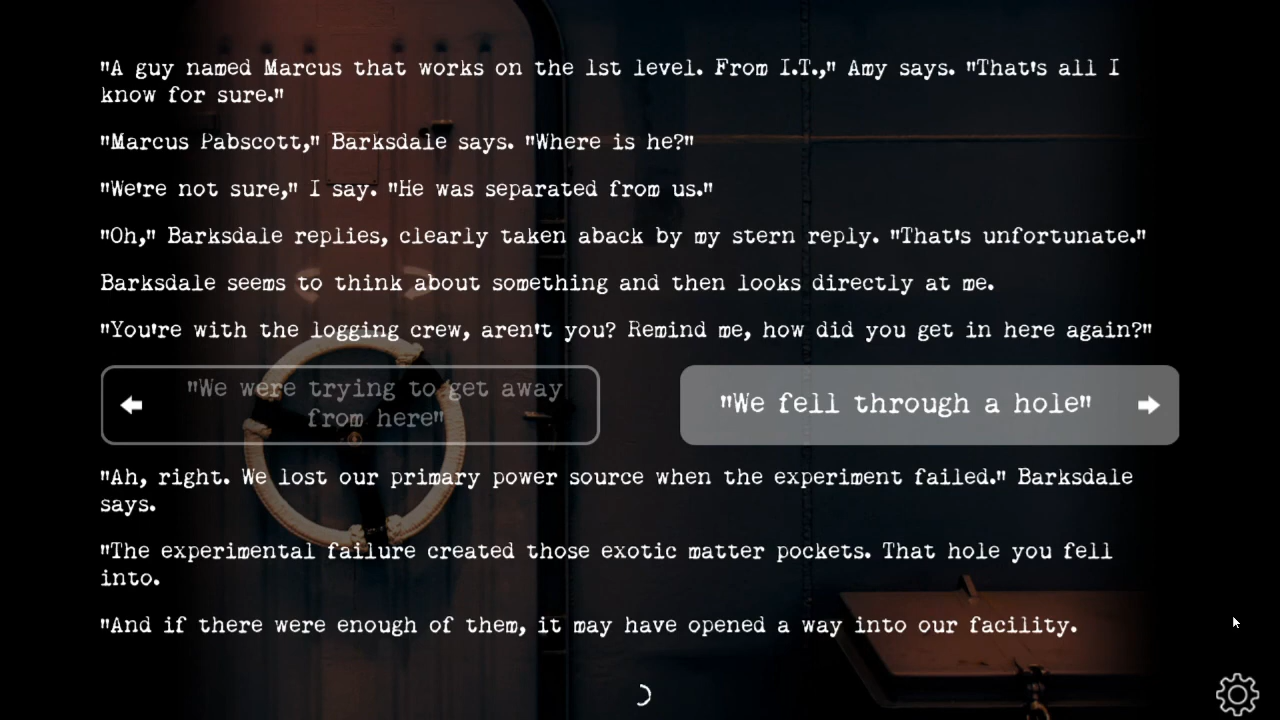 "A guy named Marcus that works on the 1st level. From I.T.," Amy says. "That's all I
know for sure."
"Marcus Pabscott," Barksdale says. "Where is he?"
"We're not sure," I say. "He was separated from us."
"Oh," Barksdale replies, clearly taken aback by my stern reply. "That's unfortunate."
Barksdale seems to think about something and then looks directly at me.
"You're with the logging crew, aren't you? Remind me, how did you get in here again?"
"We were trying to get away
from here"
"We fell through a hole"
"Ah, right. We lost our primary power source when the experiment failed." Barksdale
says.
"The experimental failure created those exotic matter pockets. That hole you fell
into.
"And if there were enough of them, it may have opened a way into our facility.